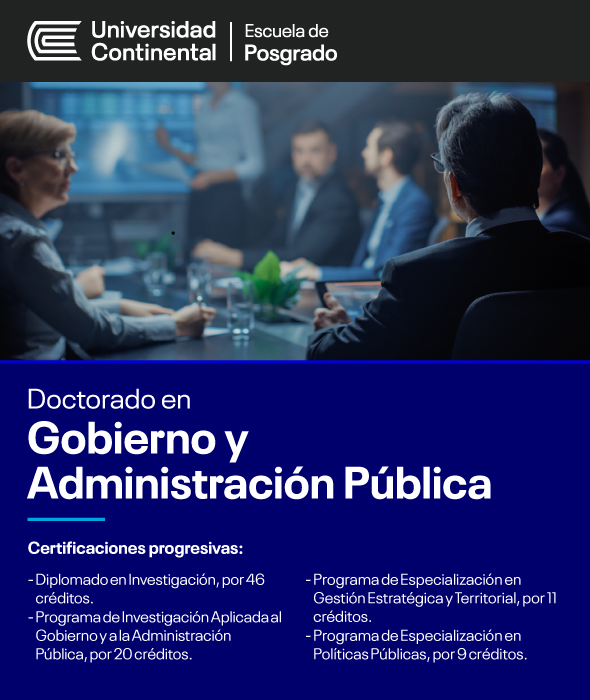 Universidad
Continental
Escuela de
Posgrado
Doctorado en
Gobierno y
Administración Pública
Certificaciones progresivas:
- Diplomado en Investigación, por 46
créditos.
- Programa de Investigación Aplicada al
Gobierno y a la Administración
Pública, por 20 créditos.
- Programa de Especialización en
Gestión Estratégica y Territorial, por 11
créditos.
- Programa de Especialización en
Políticas Públicas, por 9 créditos.